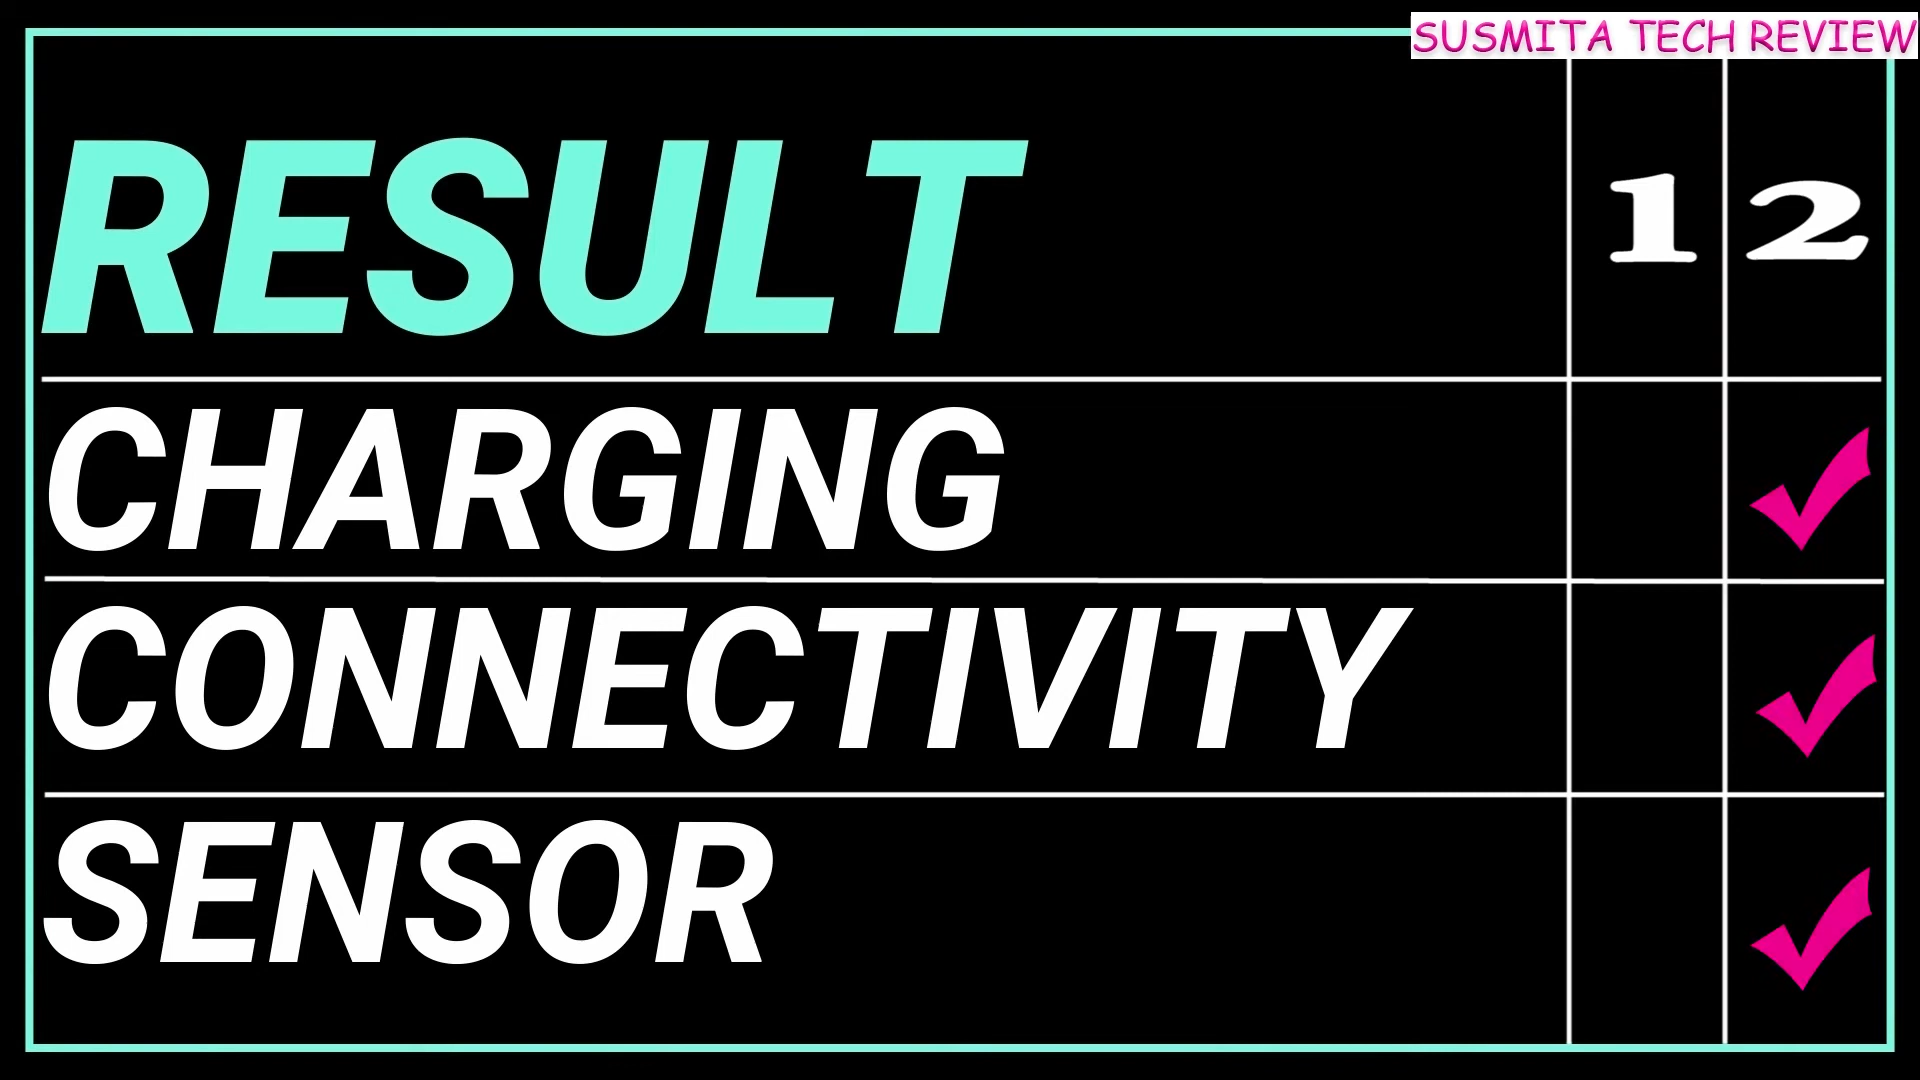 SUSMITA TECH REVIEW
RESULT 1 2
CHARGING
CONNECTIVITY
SENSOR